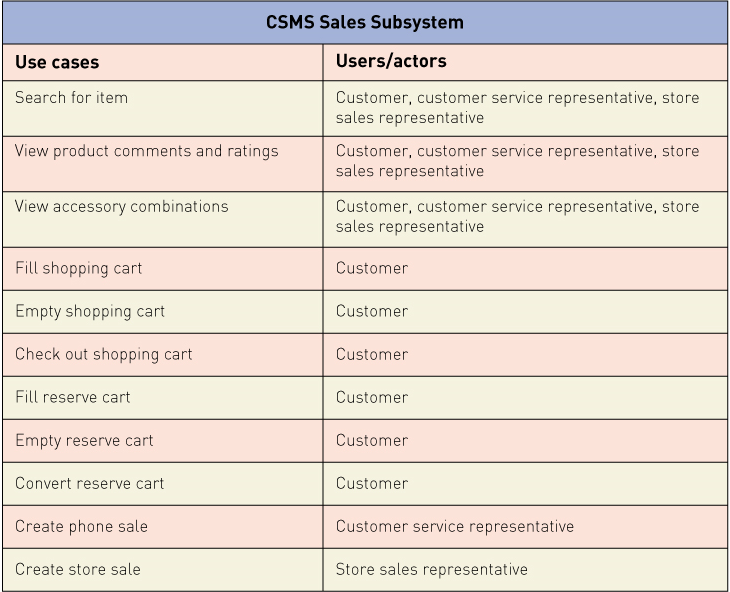 CSMS Sales Subsystem
Use cases
Users/actors
Search for item
Customer, customer service representative, store
sales representative
View product comments and ratings
Customer, customer service representative, store
sales representative
View accessory combinations
Customer, customer service representative, store
sales representative
Fill shopping cart
Customer
Empty shopping cart
Customer
Check out shopping cart
Customer
Fill reserve cart
Customer
Empty reserve cart
Customer
Convert reserve cart
Customer
Create phone sale
Customer service representative
Create store sale
Store sales representative